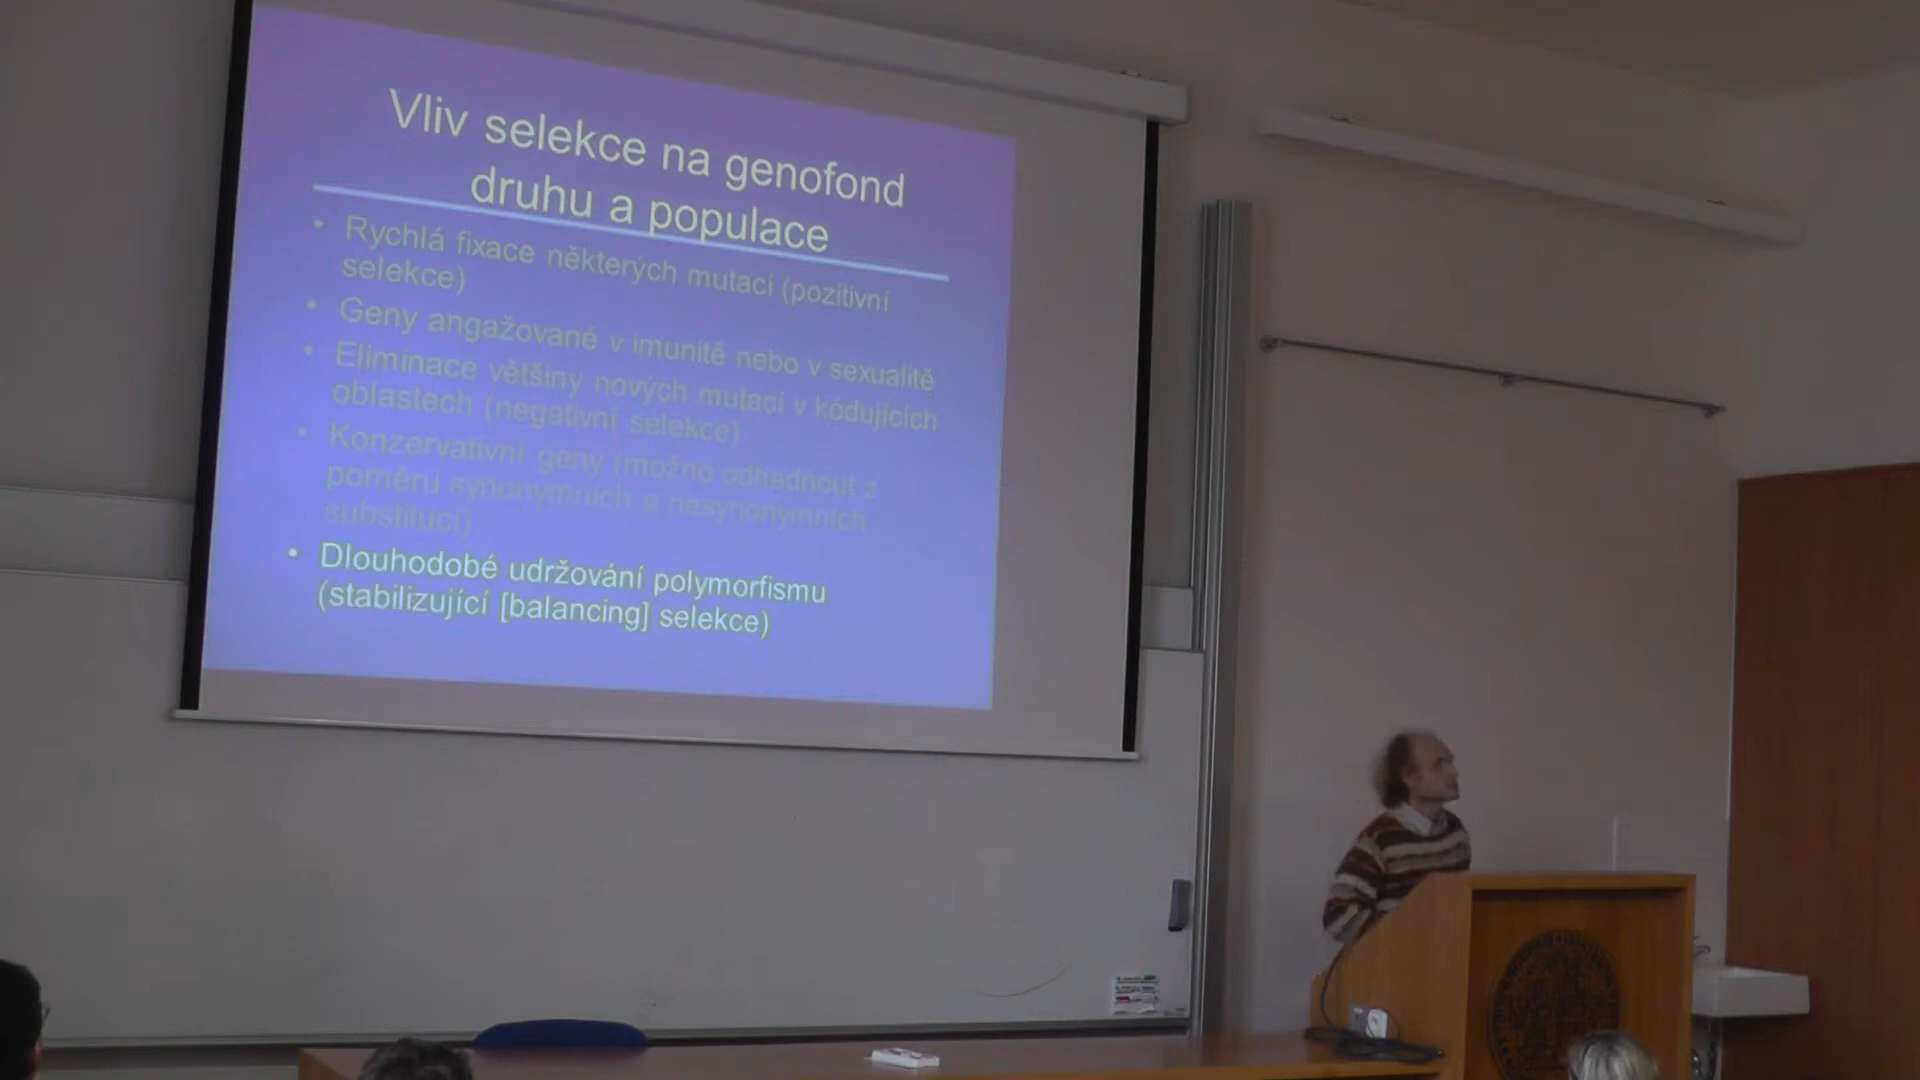 Vliv selekce na genofond
druhu a populace
• Rychlá fixace některých mutací (pozitivní
selekce)
• Geny angažované v imunitě nebo v sexualitě
• Eliminace většiny nových mutací v kódujících
oblastech (negativní selekce)
• Konzervativní geny (možno odhadnout z
poměru synonymních a nesynonymních
substitucí)
• Dlouhodobé udržování polymorfismu
(stabilizující [balancing] selekce)